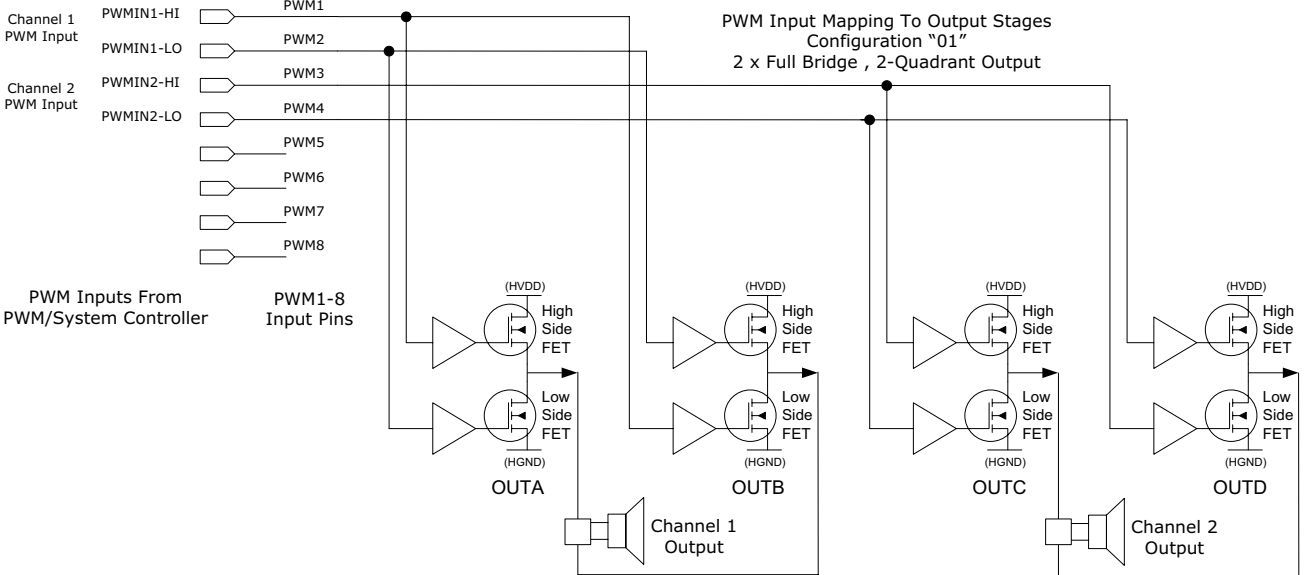 Channel 1
PWM Input
PWMIN1-HI
PWM1
PWMIN1-LO
PWM2
Channel 2
PWM Input
PWMIN2-HI
PWM3
PWMIN2-LO
PWM4
PWM5
PWM6
PWM7
PWM8
PWM Input Mapping To Output Stages
Configuration “01”
2 x Full Bridge , 2-Quadrant Output
PWM Inputs From
PWM/System Controller
PWM1-8
Input Pins
(HVDD)
High
Side
FET
Low
Side
FET
(HGND)
OUTA
(HVDD)
High
Side
FET
Low
Side
FET
(HGND)
OUTB
(HVDD)
High
Side
FET
Low
Side
FET
(HGND)
OUTC
(HVDD)
High
Side
FET
Low
Side
FET
(HGND)
OUTD
Channel 1
Output
Channel 2
Output